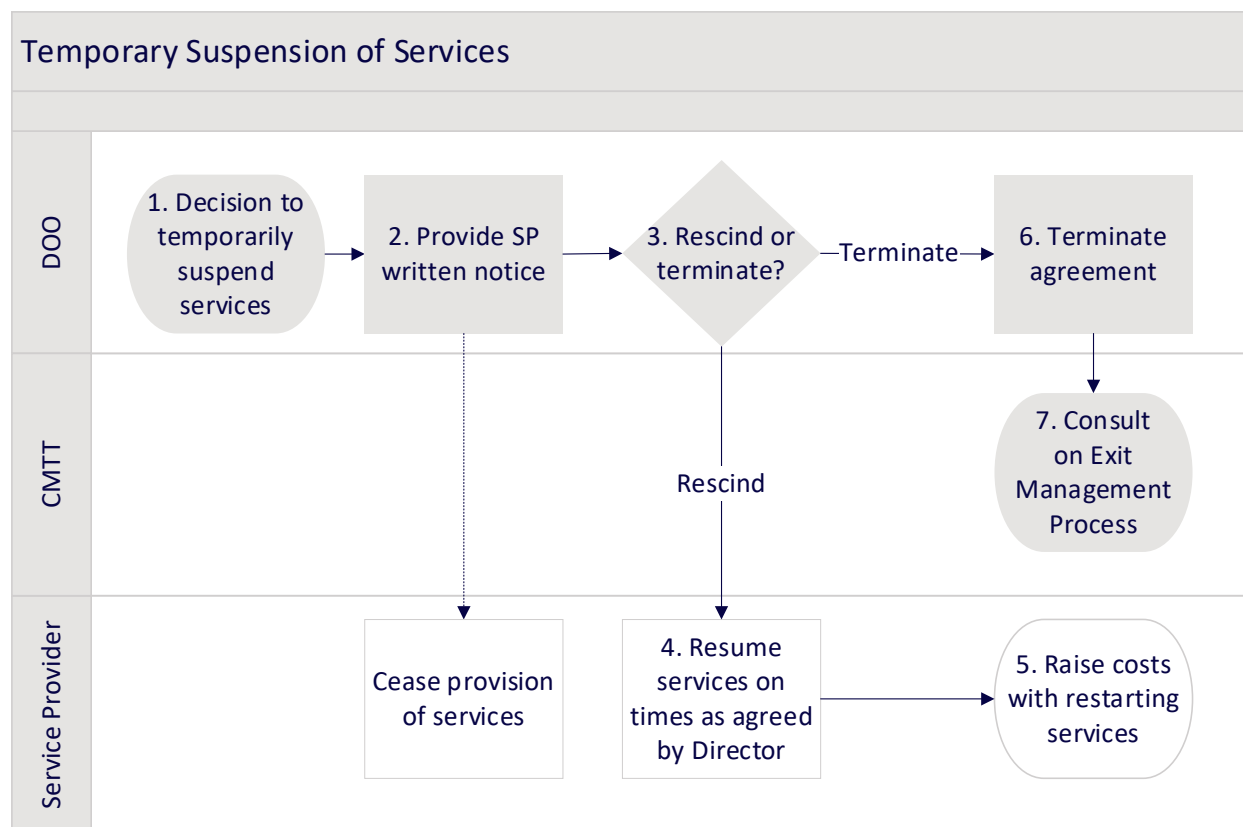 Temporary Suspension of Services
DOO
1. Decision to
temporarily
suspend
services
2. Provide SP
written notice
3. Rescind or
terminate?
Terminate
6. Terminate
agreement
CMTT
Rescind
7. Consult
on Exit
Management
Process
Service Provider
Cease provision
of services
4. Resume
services on
times as agreed
by Director
5. Raise costs
with restarting
services